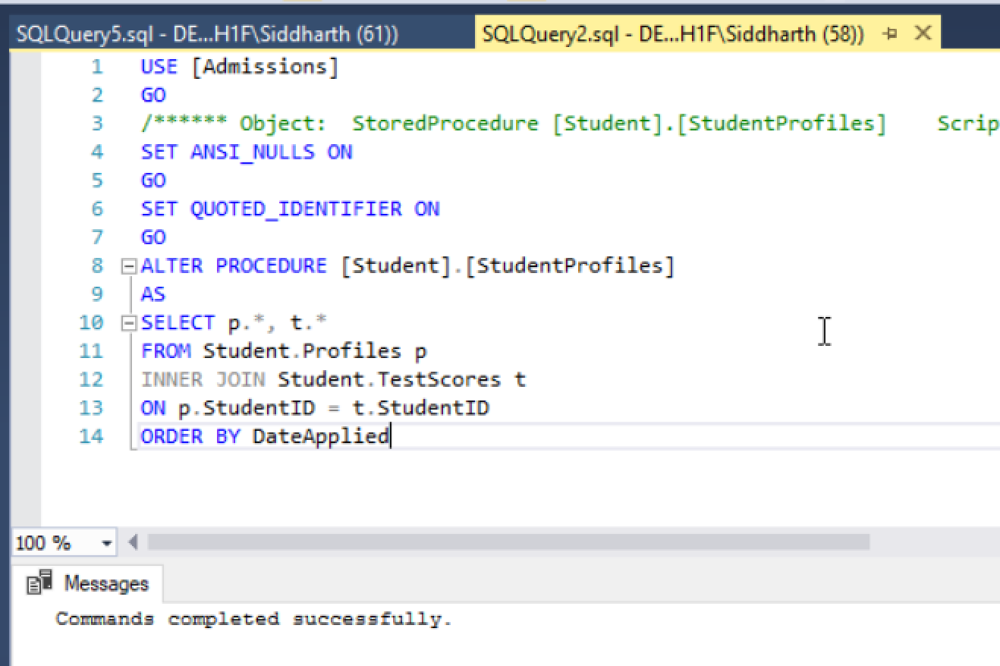 SQLQuery5.sql - DE...H1F\Siddharth (61))
SQLQuery2.sql - DE...H1F\Siddharth (58))
1 USE [Admissions]
2 GO
3 /****** Object:  StoredProcedure [Student].[StudentProfiles]    Scrip
4 SET ANSI_NULLS ON
5 GO
6 SET QUOTED_IDENTIFIER ON
7 GO
8 ALTER PROCEDURE [Student].[StudentProfiles]
9 AS
10 SELECT p.*, t.*
11 FROM Student.Profiles p
12 INNER JOIN Student.TestScores t
13 ON p.StudentID = t.StudentID
14 ORDER BY DateApplied
100 %
Messages
Commands completed successfully.